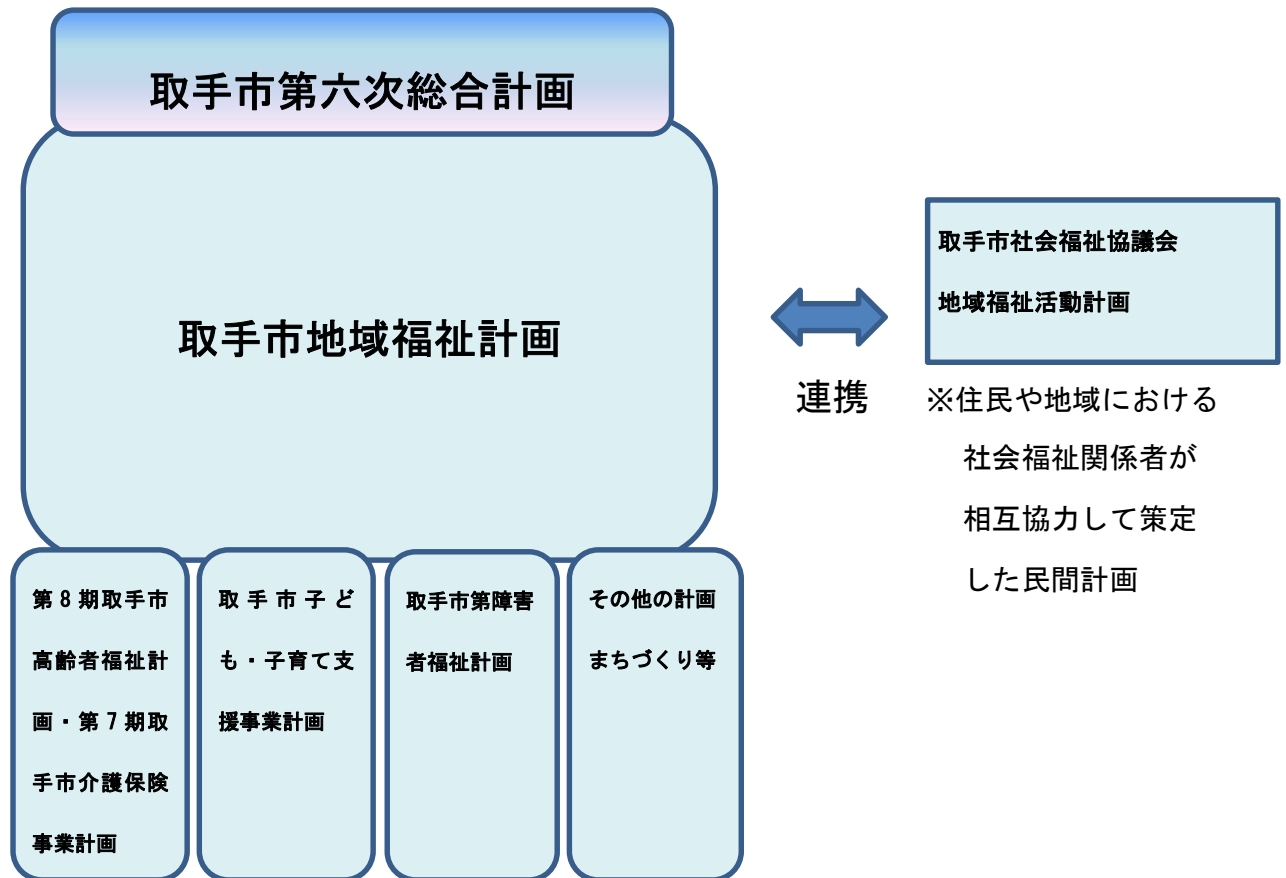 取手市第六次総合計画
取手市地域福祉計画
連携
取手市社会福祉協議会
地域福祉活動計画
※住民や地域における
社会福祉関係者が
相互協力して策定
した民間計画
第8期取手市
高齢者福祉計
画・第7期取
手市介護保険
事業計画
取手市子ど
も・子育て支
援事業計画
取手市第障害
者福祉計画
その他の計画
まちづくり等